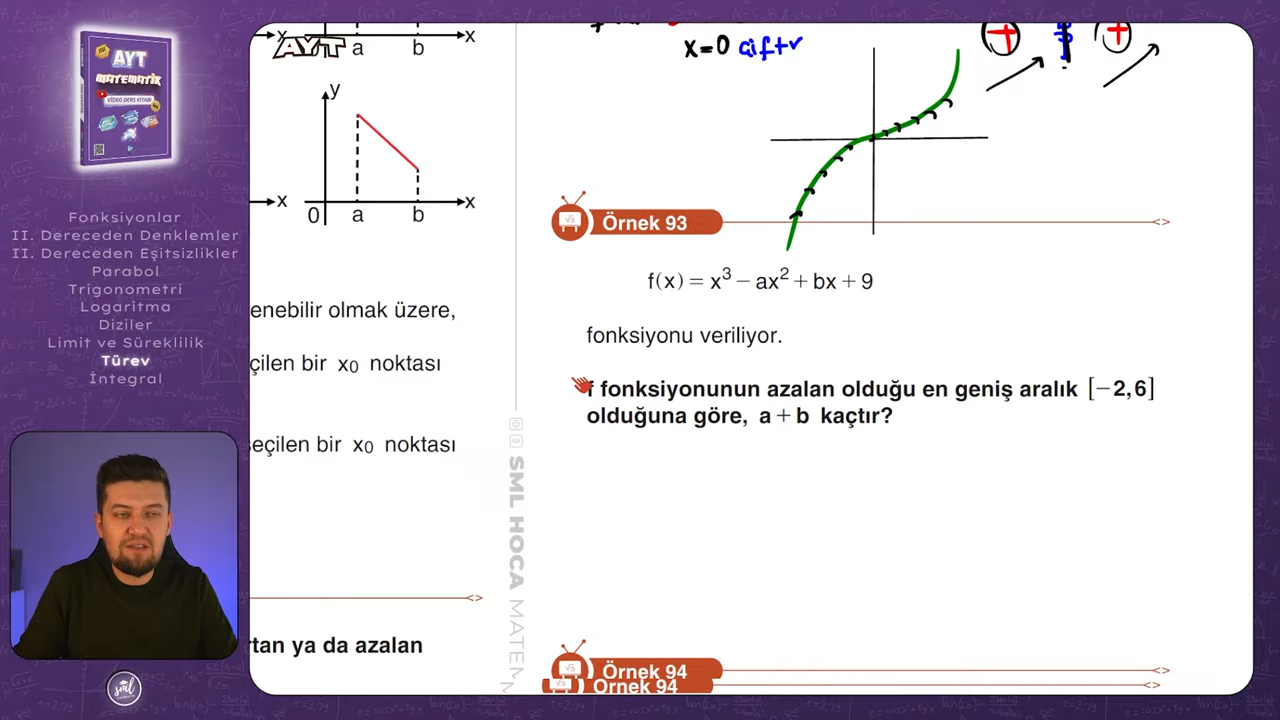 AYT
MATEMATİK
VİDEO DERS KİTABI
Fonksiyonlar
II. Dereceden Denklemler
II. Dereceden Eşitsizlikler
Parabol
Trigonometri
Logaritma
Diziler
Limit ve Süreklilik
Türev
İntegral
sml
x
AYT
a
b
x
y
x
0
a
b
x
enebilir olmak üzere,
çilen bir x0 noktası
seçilen bir x0 noktası
rtan ya da azalan
SML HOCA MATEM
x=0 çift
+
+
Örnek 93
f(x) = x³ − ax² + bx + 9
fonksiyonu veriliyor.
f fonksiyonunun azalan olduğu en geniş aralık [−2,6]
olduğuna göre, a + b kaçtır?
Örnek 94
Örnek 94